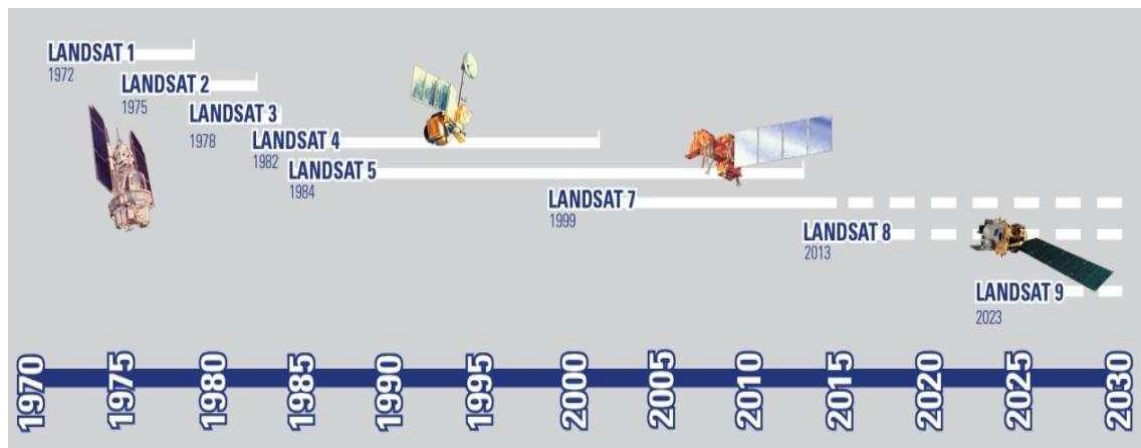 LANDSAT 1
1972
LANDSAT 2
1975
LANDSAT 3
1978
LANDSAT 4
1982
LANDSAT 5
1984
LANDSAT 7
1999
LANDSAT 8
2013
LANDSAT 9
2023
1970 1975 1980 1985 1990 1995 2000 2005 2010 2015 2020 2025 2030